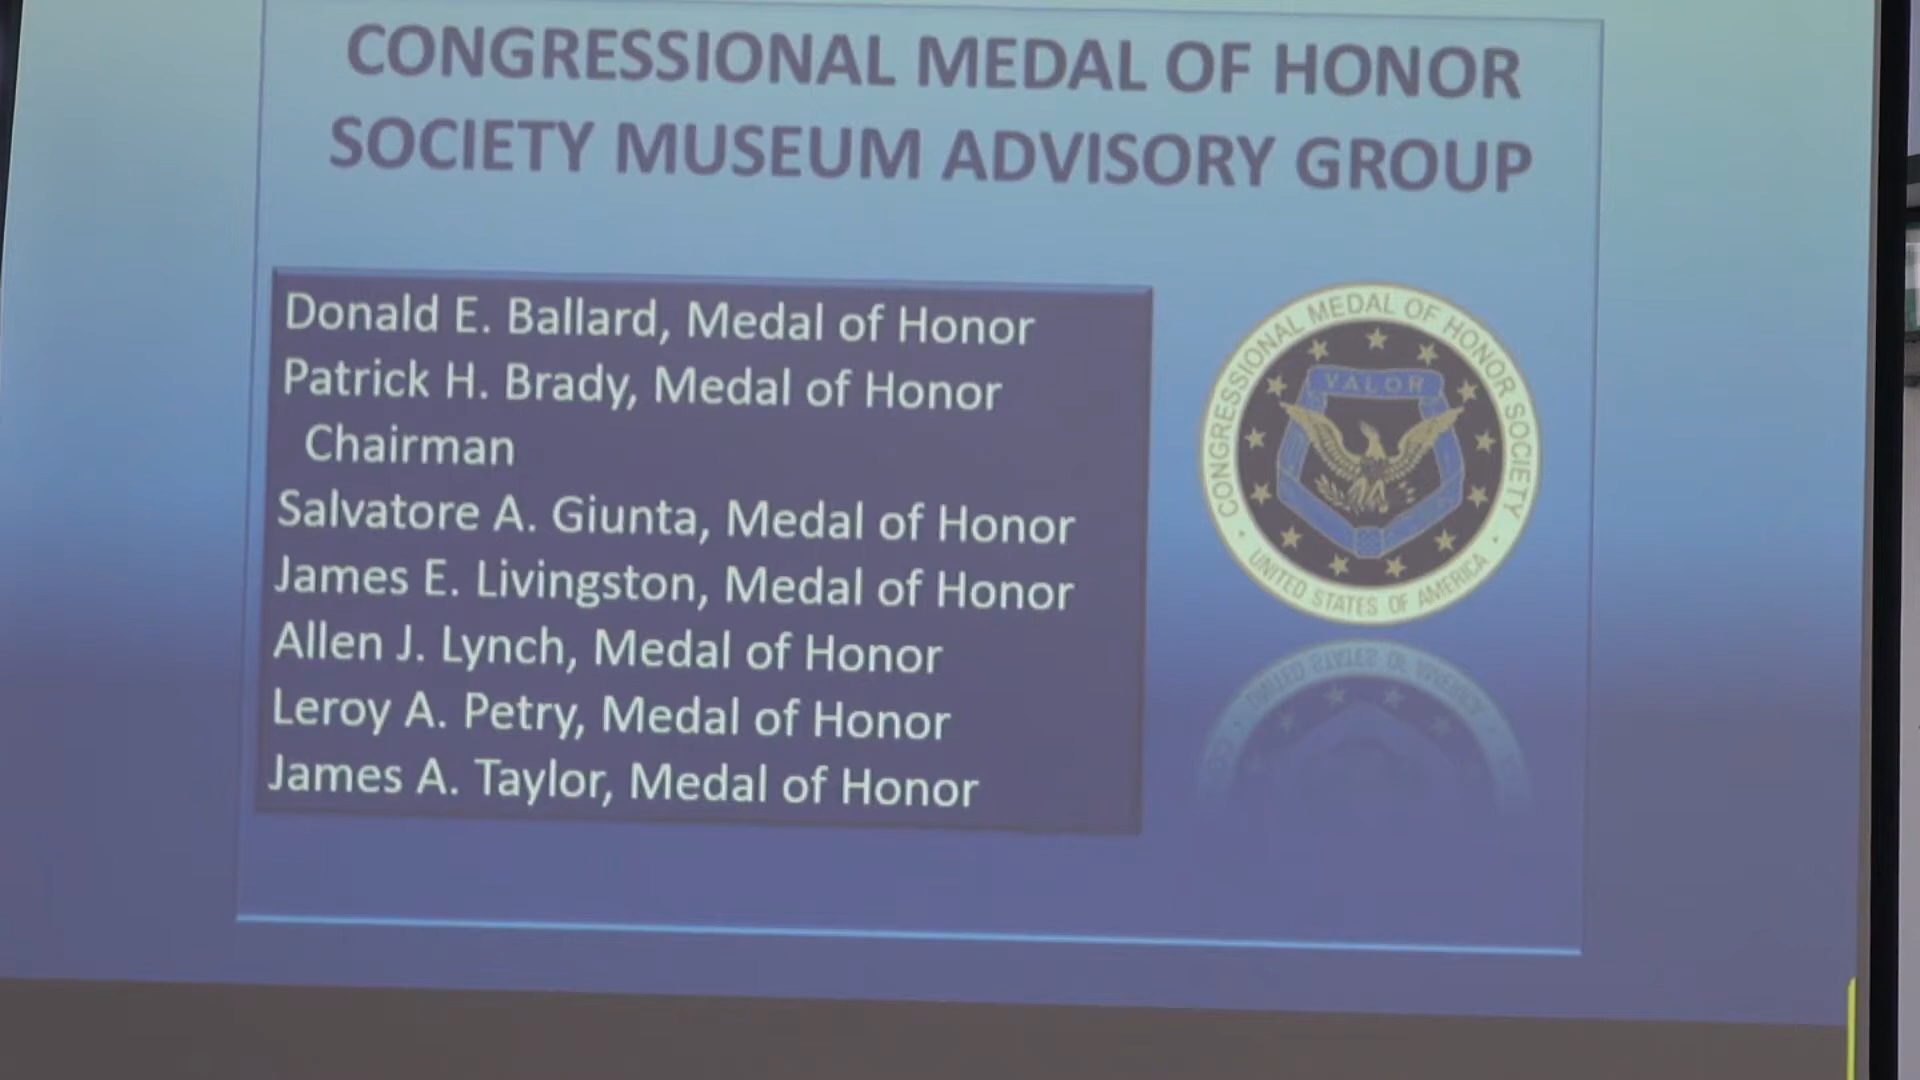 CONGRESSIONAL MEDAL OF HONOR
SOCIETY MUSEUM ADVISORY GROUP
Donald E. Ballard, Medal of Honor
Patrick H. Brady, Medal of Honor
Chairman
Salvatore A. Giunta, Medal of Honor
James E. Livingston, Medal of Honor
Allen J. Lynch, Medal of Honor
Leroy A. Petry, Medal of Honor
James A. Taylor, Medal of Honor
CONGRESSIONAL MEDAL OF HONOR SOCIETY
VALOR
• UNITED STATES OF AMERICA •